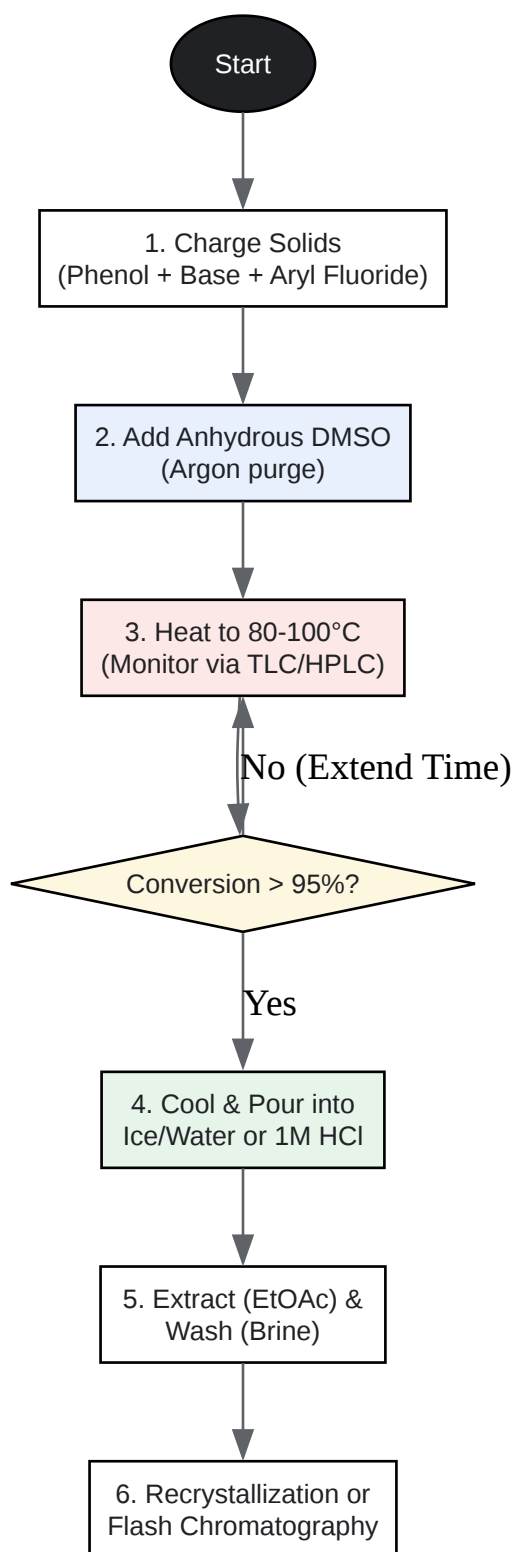 Start
1. Charge Solids
(Phenol + Base + Aryl Fluoride)
2. Add Anhydrous DMSO
(Argon purge)
3. Heat to 80-100°C
(Monitor via TLC/HPLC)
No (Extend Time)
Conversion > 95%?
Yes
4. Cool & Pour into
Ice/Water or 1M HCl
5. Extract (EtOAc) &
Wash (Brine)
6. Recrystallization or
Flash Chromatography